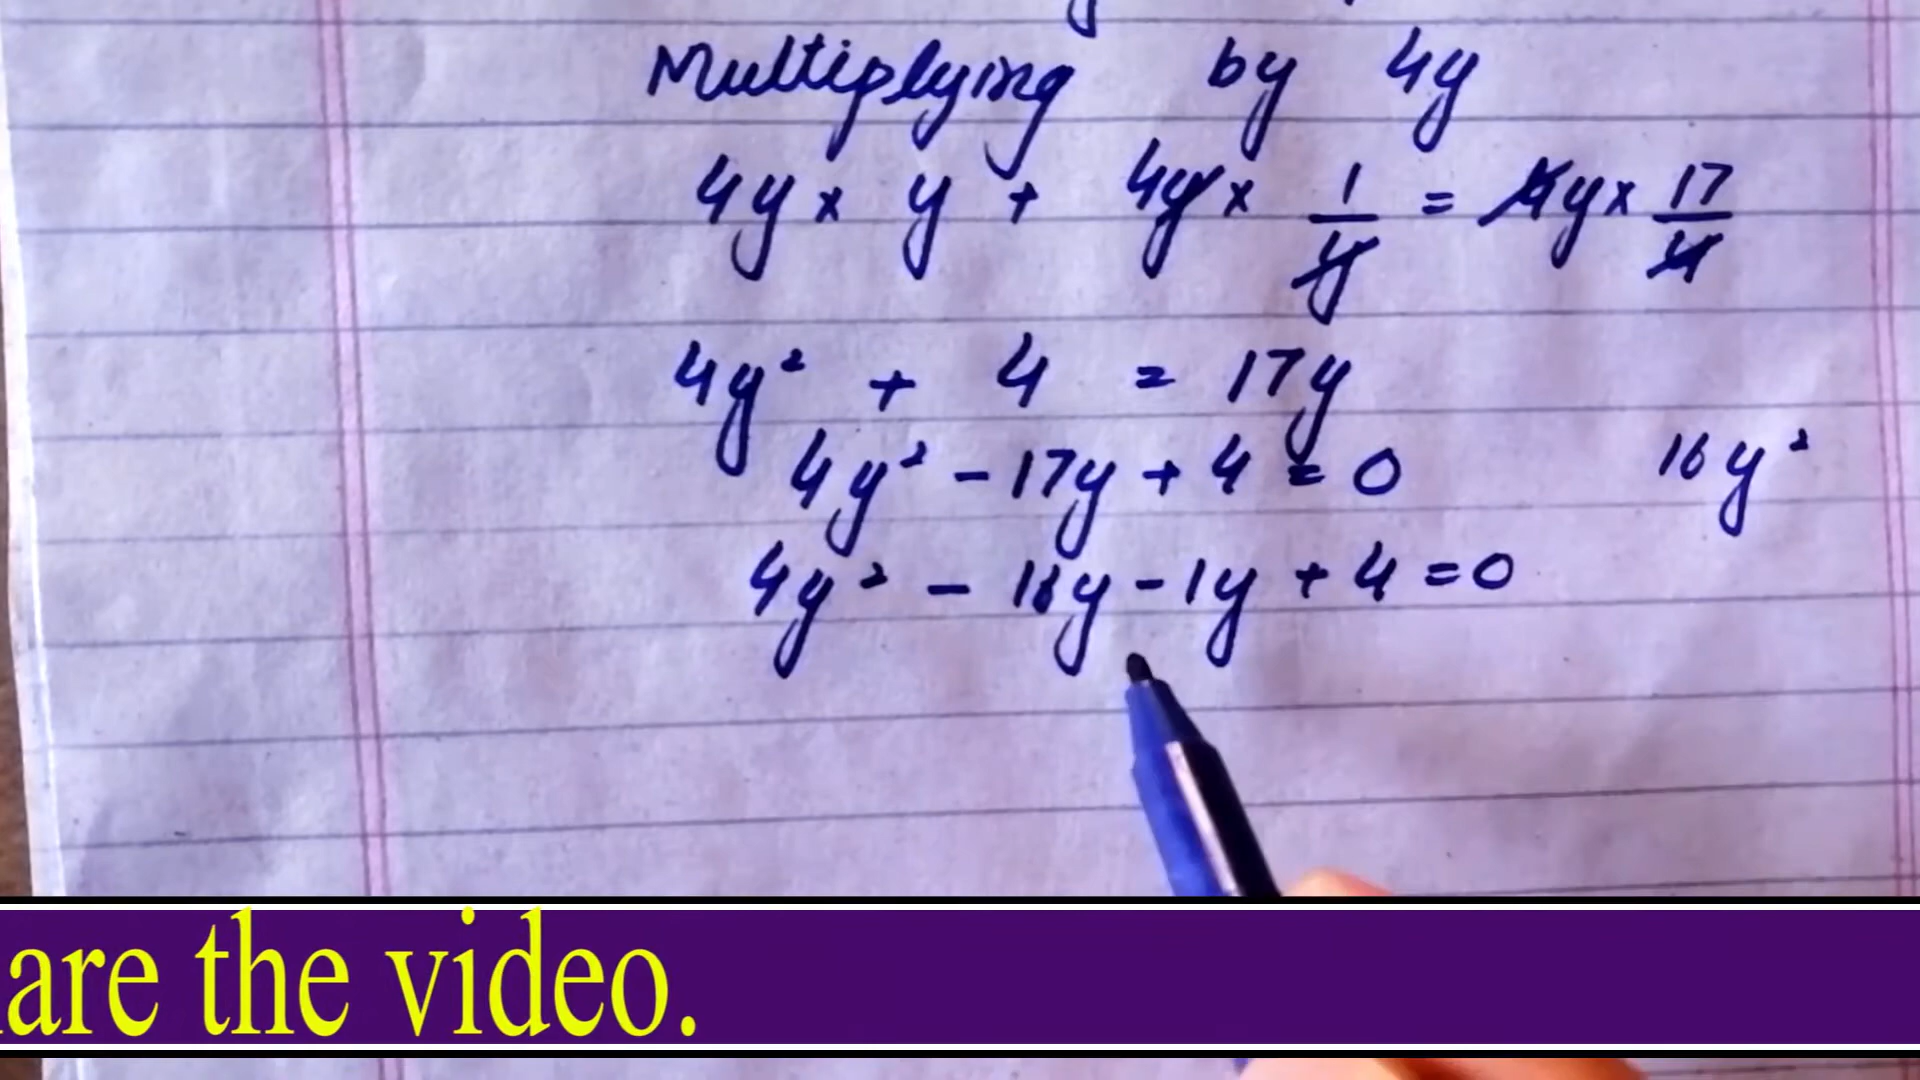 Multiplying by 4y
4y × y + 4y × 1/y = 4y × 17/4
4y² + 4 = 17y
4y² - 17y + 4 = 0
16y²
4y² - 16y - 1y + 4 = 0
are the video.